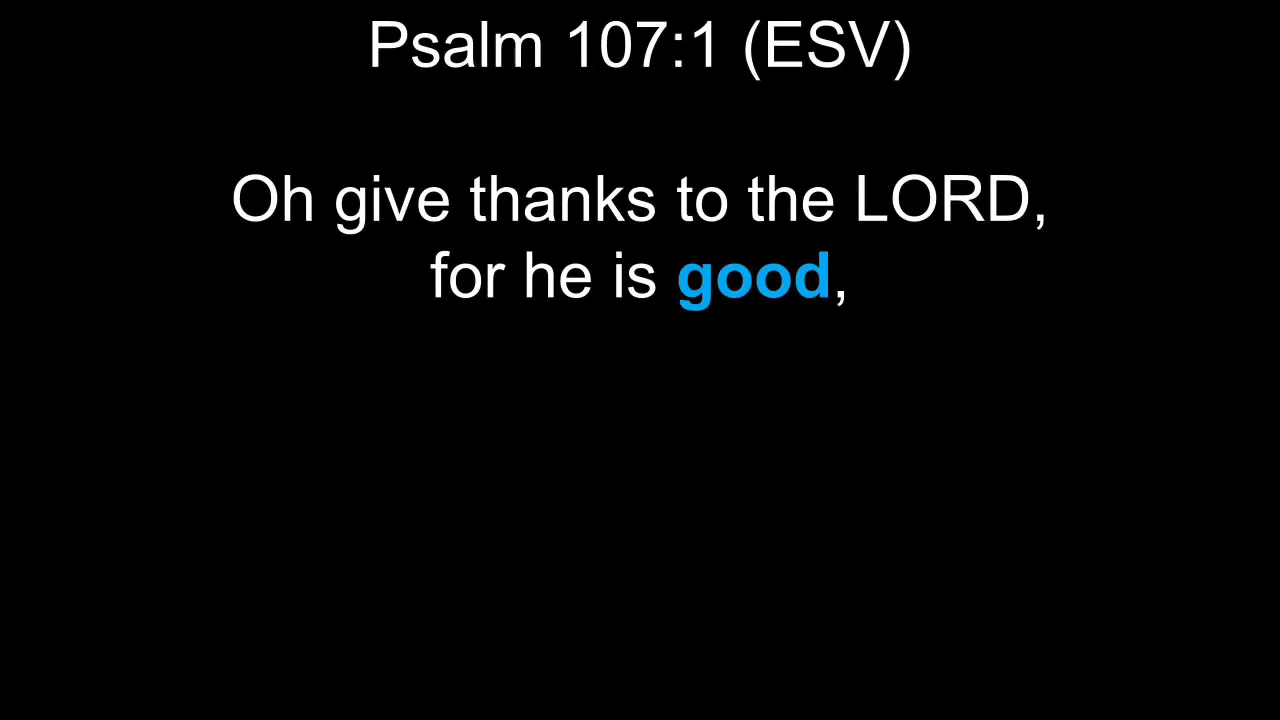 Psalm 107:1 (ESV)
Oh give thanks to the LORD,
for he is good,